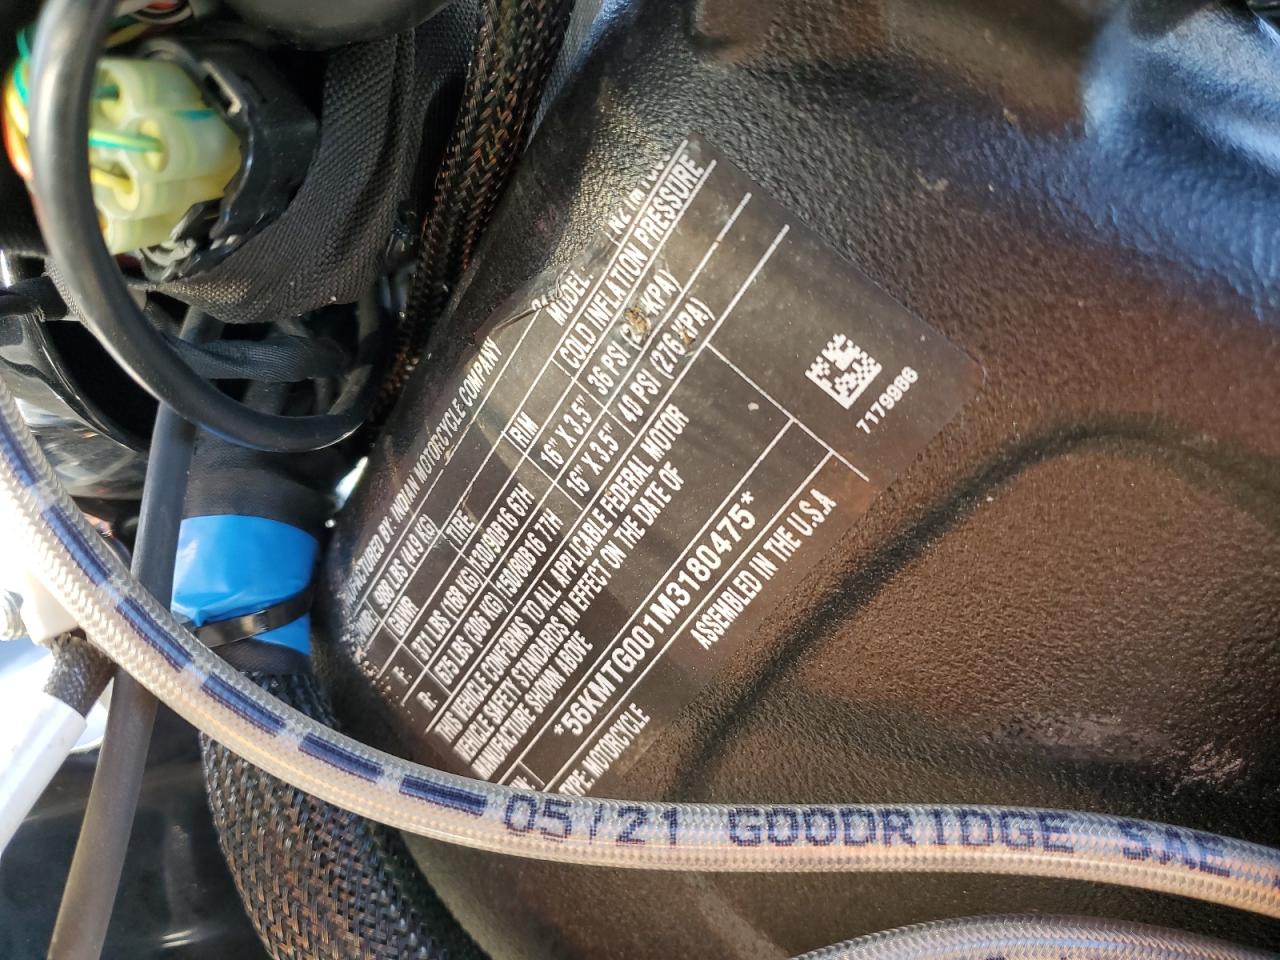 MANUFACTURED BY: INDIAN MOTORCYCLE COMPANY
MODEL:
989 LBS (449 KG)
GAWR TIRE RIM COLD INFLATION PRESSURE
F: 371 LBS (168 KG) 130/90B16 67H 16" X 3.5" 36 PSI ( KPA)
R: 675 LBS (306 KG) 150/80B16 77H 16" X 3.5" 40 PSI (276 KPA)
THIS VEHICLE CONFORMS TO ALL APPLICABLE FEDERAL MOTOR
VEHICLE SAFETY STANDARDS IN EFFECT ON THE DATE OF
MANUFACTURE SHOWN ABOVE
*56KMTG001M3180475*
TYPE: MOTORCYCLE ASSEMBLED IN THE U.S.A
7179986
05/21 GOODRIDGE SAE